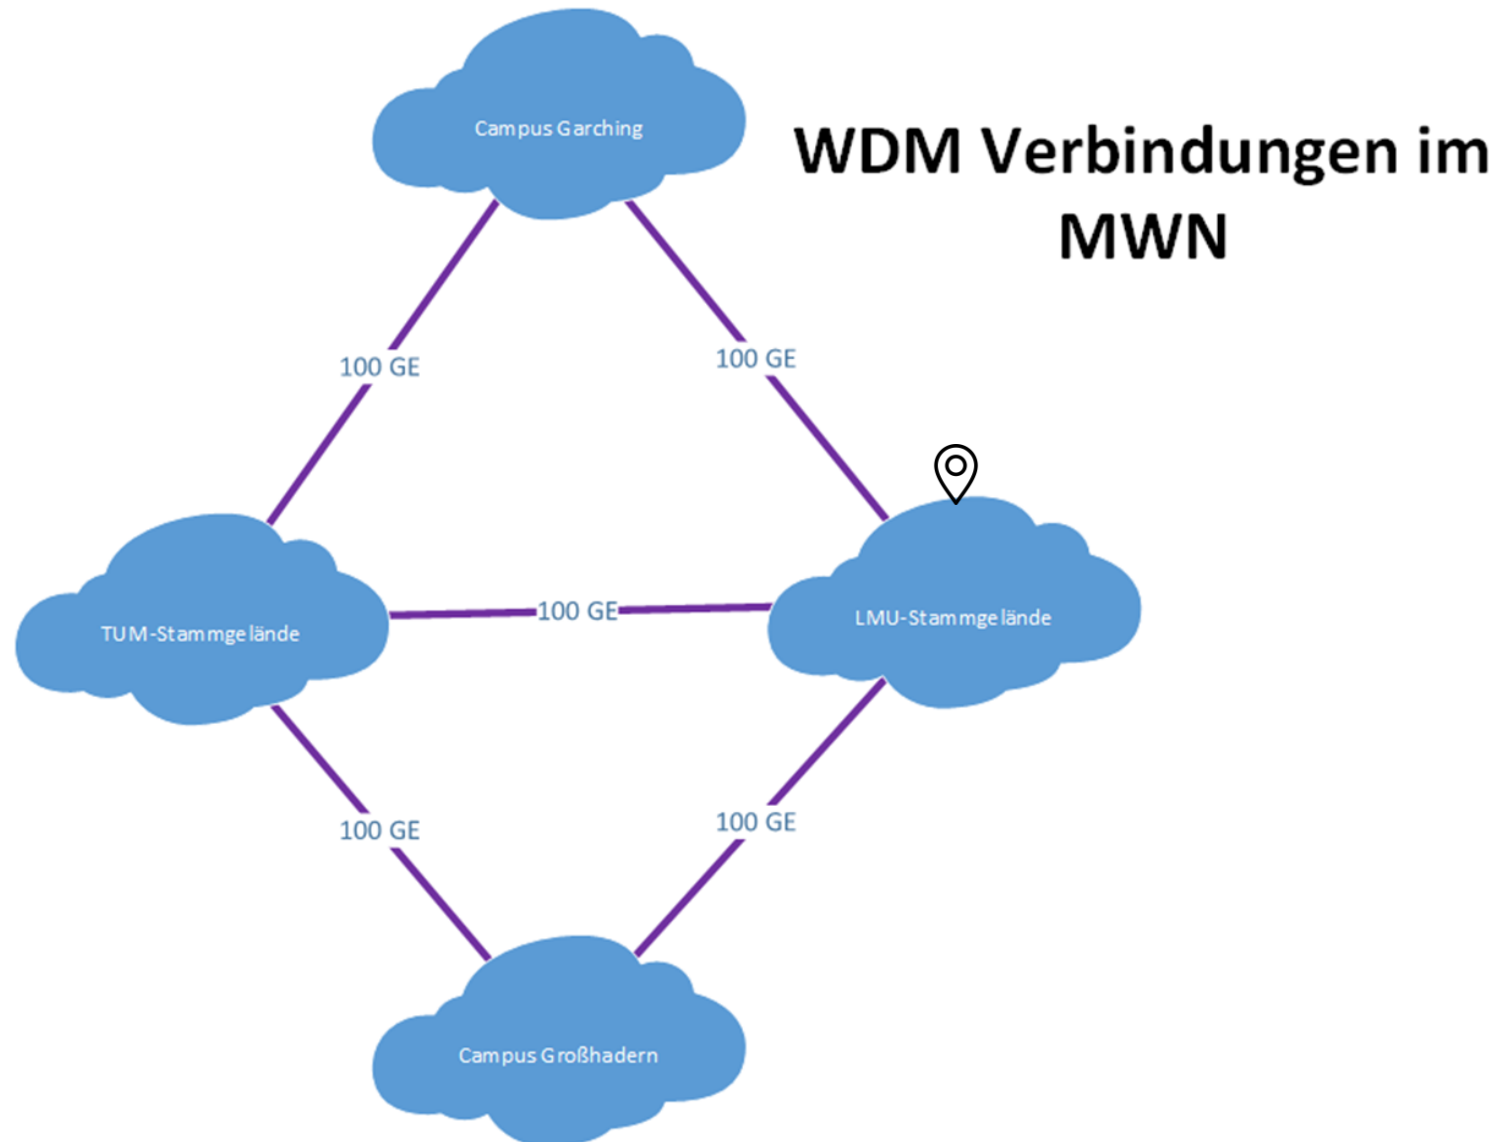 Campus Garching
WDM Verbindungen im
MWN
100 GE
100 GE
100 GE
TUM-Stammgelände
LMU-Stammgelände
100 GE
100 GE
Campus Großhadern